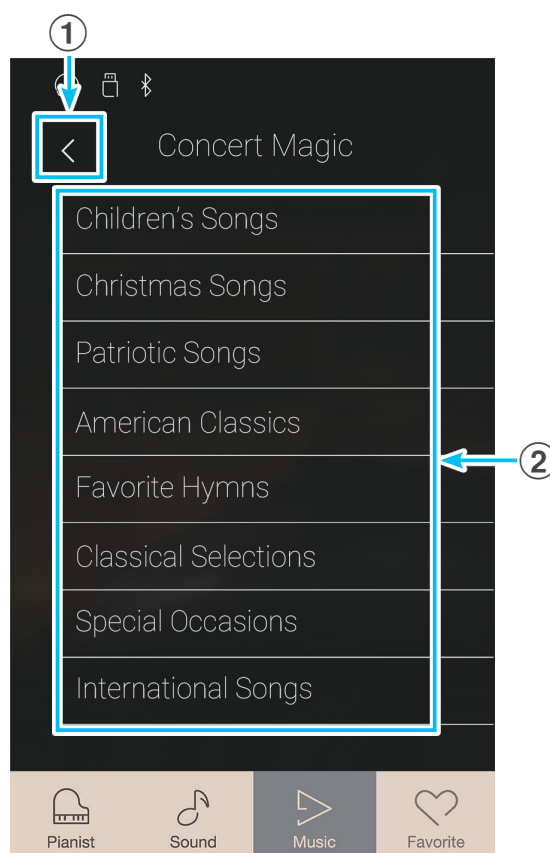 ①
Concert Magic
Children's Songs
Christmas Songs
Patriotic Songs
American Classics
②
Favorite Hymns
Classical Selections
Special Occasions
International Songs
Pianist Sound Music Favorite